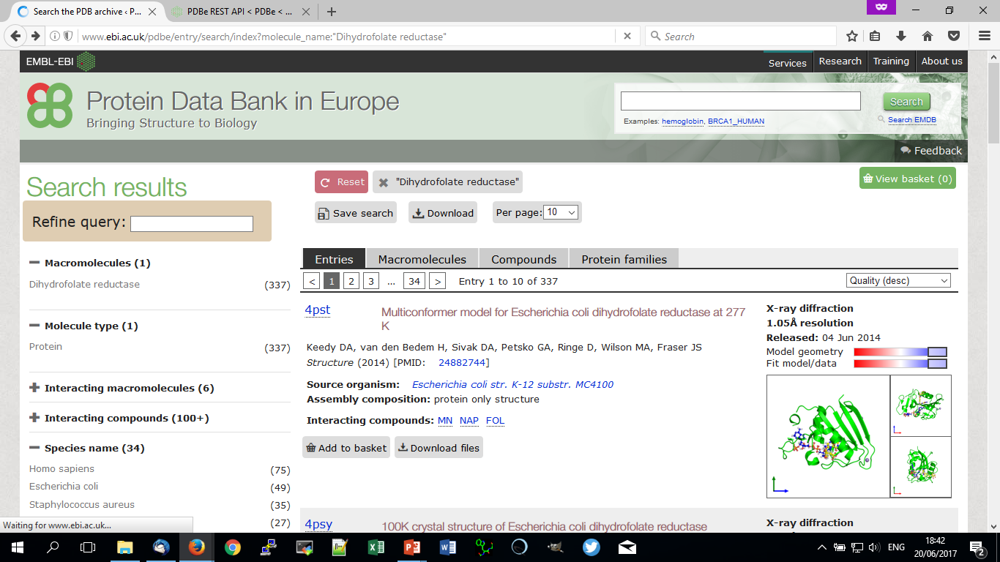 Search the PDB archive ‹ P...
PDBe REST API < PDBe < ...
www.ebi.ac.uk/pdbe/entry/search/index?molecule_name:"Dihydrofolate reductase"
Search
EMBL-EBI
Services
Research
Training
About us
Protein Data Bank in Europe
Bringing Structure to Biology
Search
Examples: hemoglobin, BRCA1_HUMAN
Search EMDB
Feedback
Search results
Reset
"Dihydrofolate reductase"
View basket (0)
Save search
Download
Per page: 10
Refine query:
Macromolecules (1)
Dihydrofolate reductase (337)
Molecule type (1)
Protein (337)
Interacting macromolecules (6)
Interacting compounds (100+)
Species name (34)
Homo sapiens (75)
Escherichia coli (49)
Staphylococcus aureus (35)
(27)
Entries
Macromolecules
Compounds
Protein families
< 1 2 3 ... 34 > Entry 1 to 10 of 337
Quality (desc)
4pst
Multiconformer model for Escherichia coli dihydrofolate reductase at 277
K
Keedy DA, van den Bedem H, Sivak DA, Petsko GA, Ringe D, Wilson MA, Fraser JS
Structure (2014) [PMID: 24882744]
Source organism: Escherichia coli str. K-12 substr. MC4100
Assembly composition: protein only structure
Interacting compounds: MN NAP FOL
Add to basket
Download files
X-ray diffraction
1.05Å resolution
Released: 04 Jun 2014
Model geometry
Fit model/data
4psy
100K crystal structure of Escherichia coli dihydrofolate reductase
X-ray diffraction
Waiting for www.ebi.ac.uk...
ENG
18:42
20/06/2017
2